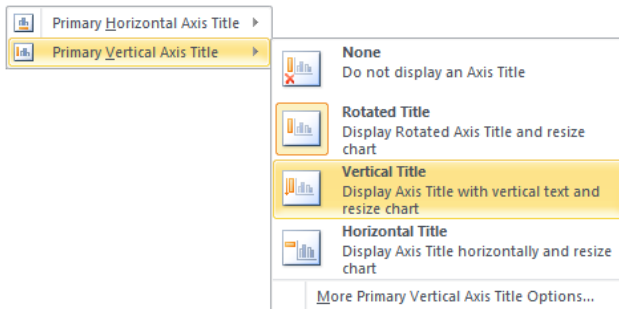 Primary Horizontal Axis Title
Primary Vertical Axis Title
None
Do not display an Axis Title
Rotated Title
Display Rotated Axis Title and resize
chart
Vertical Title
Display Axis Title with vertical text and
resize chart
Horizontal Title
Display Axis Title horizontally and resize
chart
More Primary Vertical Axis Title Options...